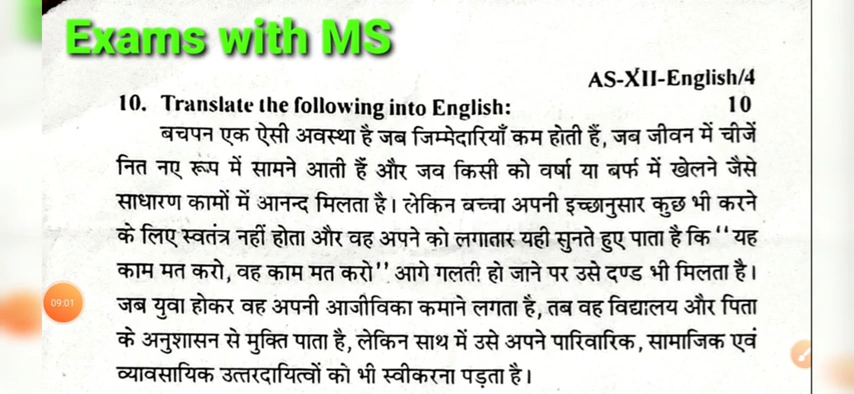 Exams with MS
AS-XII-English/4
10. Translate the following into English: 10
बचपन एक ऐसी अवस्था है जब जिम्मेदारियाँ कम होती हैं, जब जीवन में चीजें
नित नए रूप में सामने आती हैं और जव किसी को वर्षा या बर्फ में खेलने जैसे
साधारण कामों में आनन्द मिलता है। लेकिन बच्चा अपनी इच्छानुसार कुछ भी करने
के लिए स्वतंत्र नहीं होता और वह अपने को लगातार यही सुनते हुए पाता है कि ‘‘यह
काम मत करो, वह काम मत करो’’ आगे गलती हो जाने पर उसे दण्ड भी मिलता है।
जब युवा होकर वह अपनी आजीविका कमाने लगता है, तब वह विद्यालय और पिता
के अनुशासन से मुक्ति पाता है, लेकिन साथ में उसे अपने पारिवारिक, सामाजिक एवं
व्यावसायिक उत्तरदायित्वों को भी स्वीकरना पड़ता है।
09:01